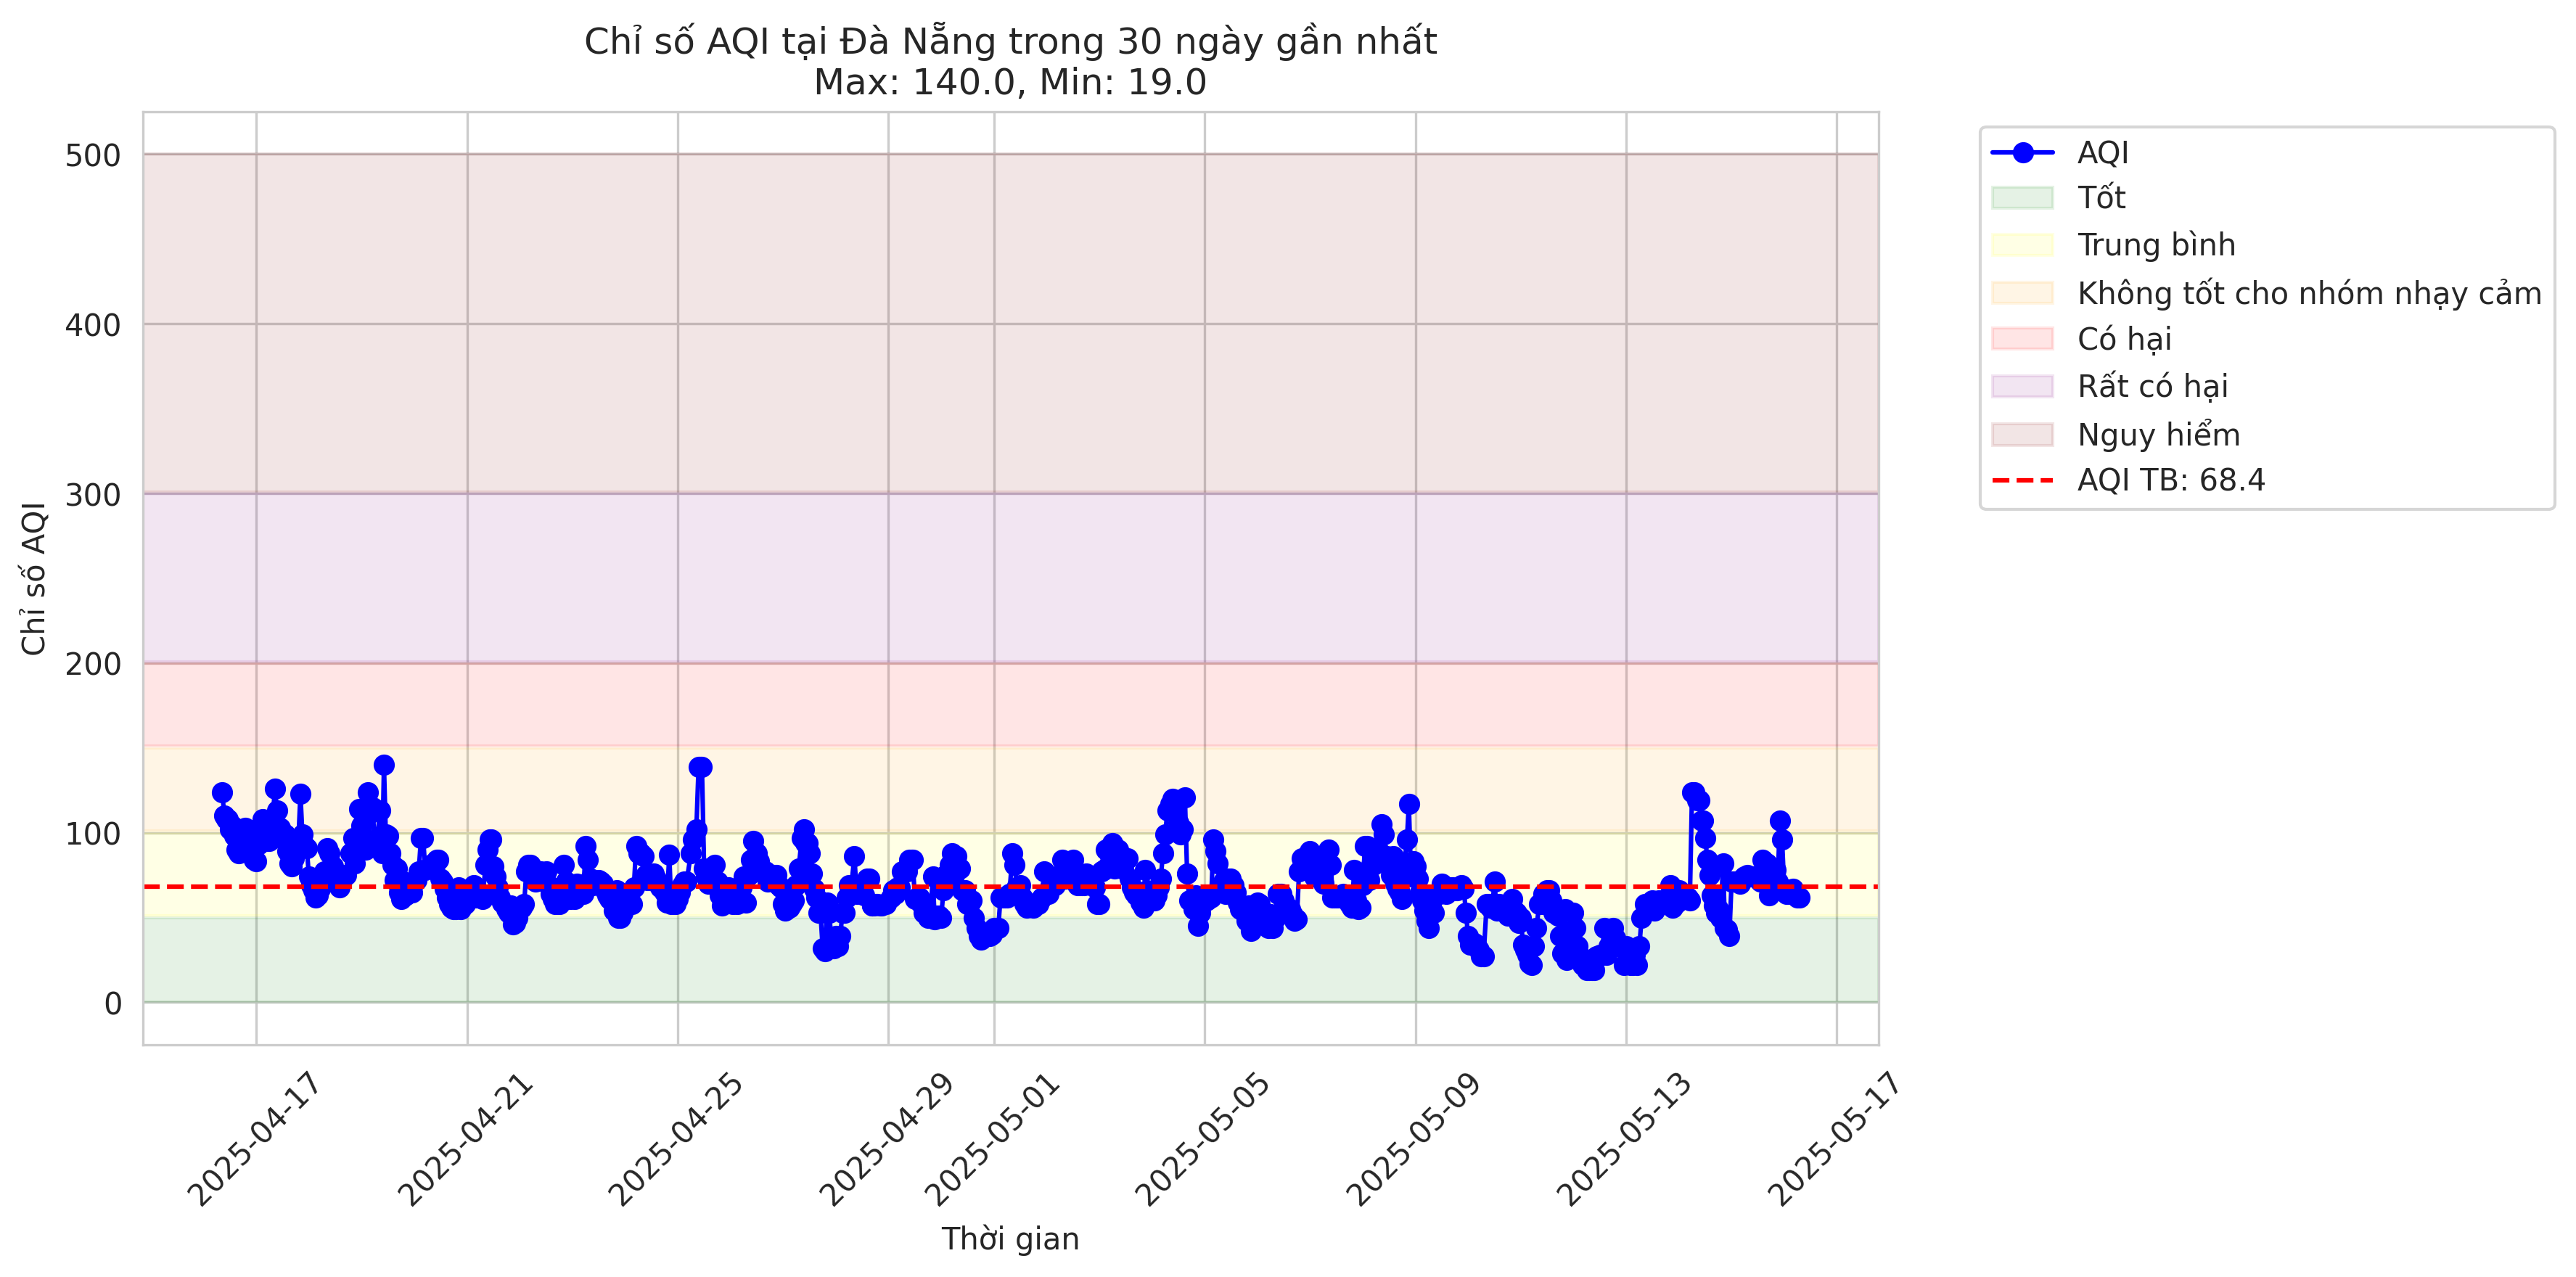 Chỉ số AQI tại Đà Nẵng trong 30 ngày gần nhất
Max: 140.0, Min: 19.0
Chỉ số AQI
500
400
300
200
100
0
2025-04-17
2025-04-21
2025-04-25
2025-04-29
2025-05-01
2025-05-05
2025-05-09
2025-05-13
2025-05-17
Thời gian
AQI
Tốt
Trung bình
Không tốt cho nhóm nhạy cảm
Có hại
Rất có hại
Nguy hiểm
AQI TB: 68.4